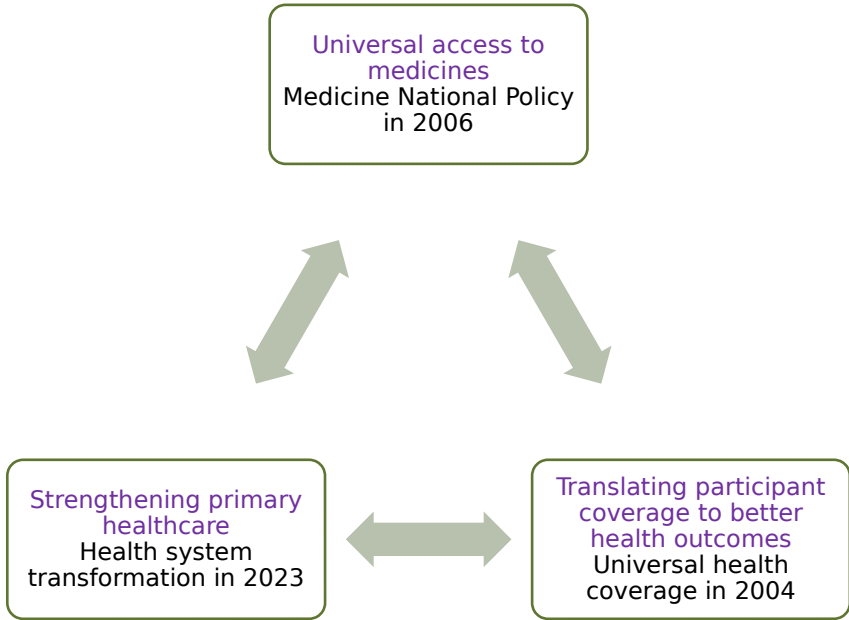 Universal access to
medicines
Medicine National Policy
in 2006
Strengthening primary
healthcare
Health system
transformation in 2023
Translating participant
coverage to better
health outcomes
Universal health
coverage in 2004